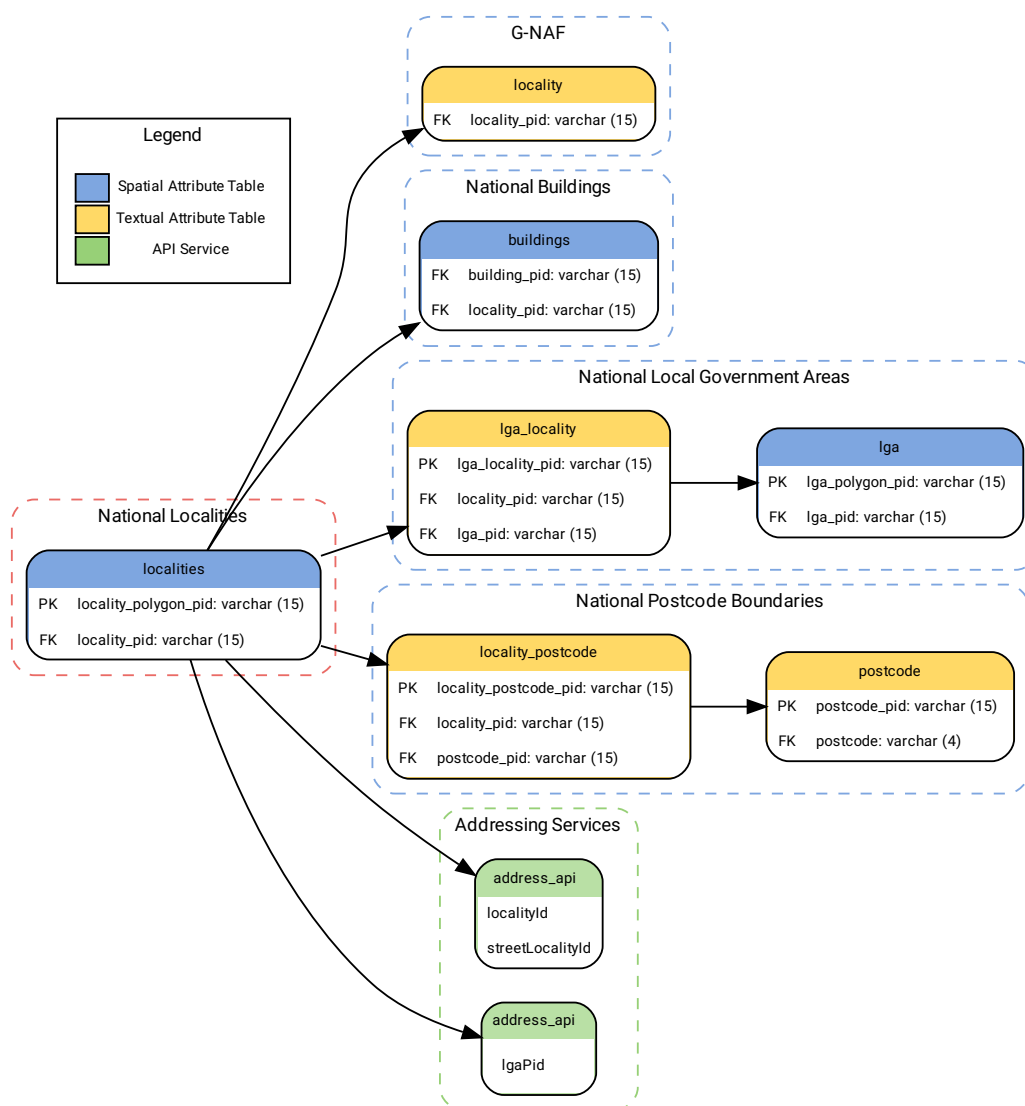 G-NAF
locality
FK locality_pid: varchar (15)
Legend
Spatial Attribute Table
Textual Attribute Table
API Service
National Buildings
buildings
FK building_pid: varchar (15)
FK locality_pid: varchar (15)
National Local Government Areas
lga_locality
PK lga_locality_pid: varchar (15)
FK locality_pid: varchar (15)
FK lga_pid: varchar (15)
lga
PK lga_polygon_pid: varchar (15)
FK lga_pid: varchar (15)
National Localities
localities
PK locality_polygon_pid: varchar (15)
FK locality_pid: varchar (15)
National Postcode Boundaries
locality_postcode
PK locality_postcode_pid: varchar (15)
FK locality_pid: varchar (15)
FK postcode_pid: varchar (15)
postcode
PK postcode_pid: varchar (15)
FK postcode: varchar (4)
Addressing Services
address_api
localityId
streetLocalityId
address_api
lgaPid